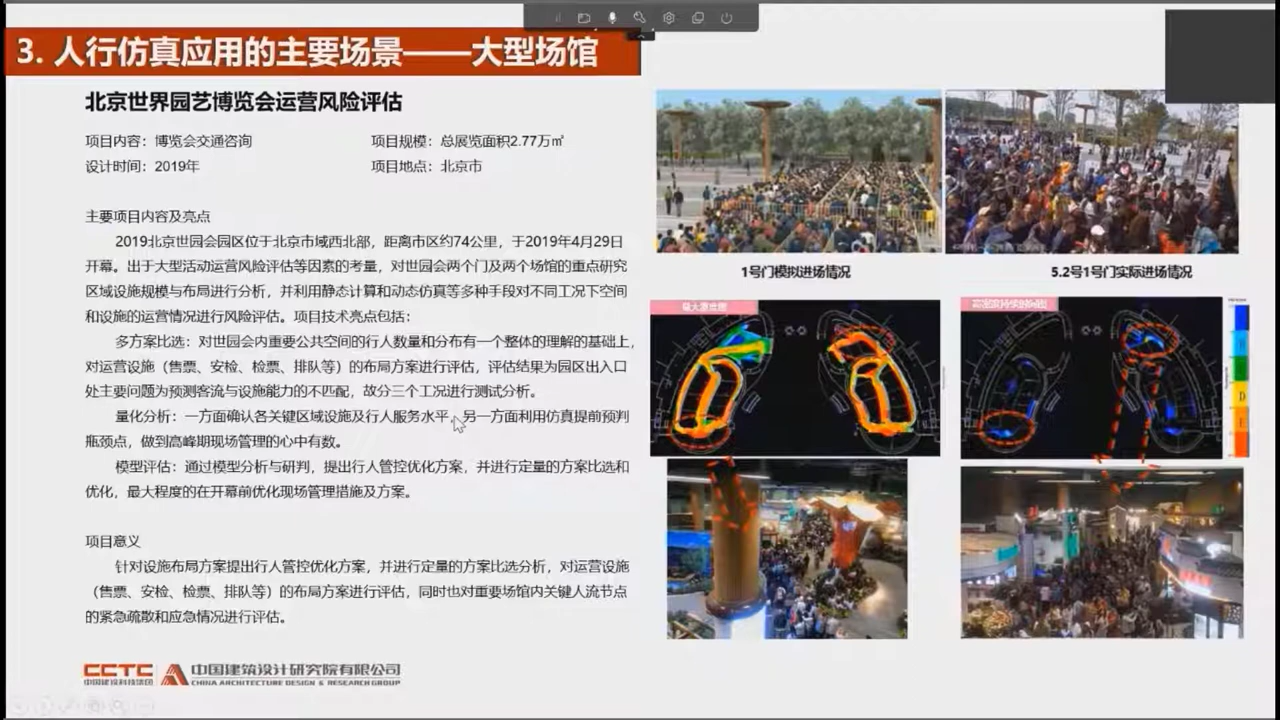 3. 人行仿真应用的主要场景——大型场馆
北京世界园艺博览会运营风险评估
项目内容：博览会交通咨询
项目规模：总展览面积2.77万㎡
设计时间：2019年
项目地点：北京市
主要项目内容及亮点
2019北京世园会园区位于北京市域西北部，距离市区约74公里，于2019年4月29日
开幕。出于大型活动运营风险评估等因素的考量，对世园会两个门及两个场馆的重点研究
区域设施规模与布局进行分析，并利用静态计算和动态仿真等多种手段对不同工况下空间
和设施的运营情况进行风险评估。项目技术亮点包括：
多方案比选：对世园会内重要公共空间的行人数量和分布有一个整体的理解的基础上，
对运营设施（售票、安检、检票、排队等）的布局方案进行评估，评估结果为园区出入口
处主要问题为预测客流与设施能力的不匹配，故分三个工况进行测试分析。
量化分析：一方面确认各关键区域设施及行人服务水平，另一方面利用仿真提前预判
瓶颈点，做到高峰期现场管理的心中有数。
模型评估：通过模型分析与研判，提出行人管控优化方案，并进行定量的方案比选和
优化，最大程度的在开幕前优化现场管理措施及方案。
项目意义
针对设施布局方案提出行人管控优化方案，并进行定量的方案比选分析，对运营设施
（售票、安检、检票、排队等）的布局方案进行评估，同时也对重要场馆内关键人流节点
的紧急疏散和应急情况进行评估。
1号门模拟进场情况
5.2号1号门实际进场情况
最大密度图
D
E
CCTC
中国建设科技集团
中国建筑设计研究院有限公司
CHINA ARCHITECTURE DESIGN & RESEARCH GROUP